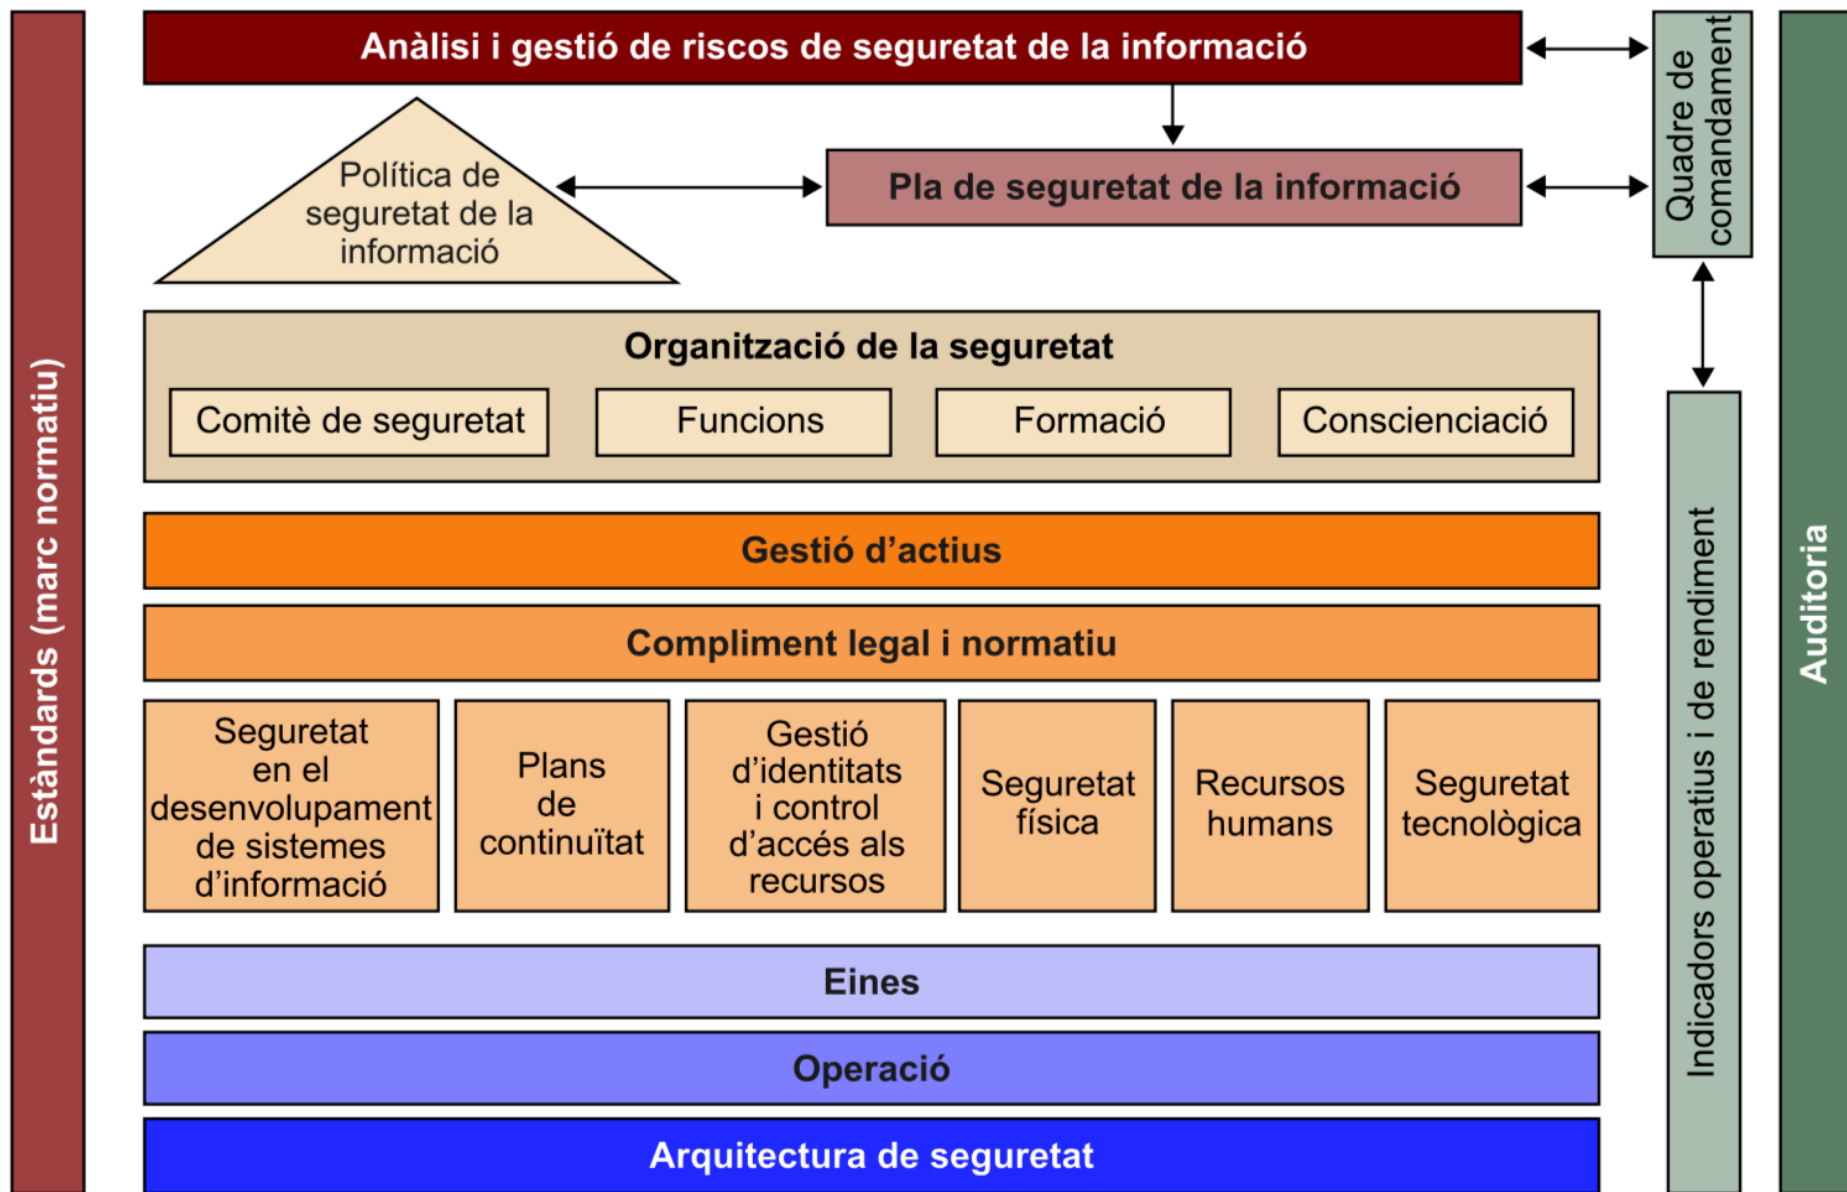 Estàndards (marc normatiu)
Anàlisi i gestió de riscos de seguretat de la informació
Política de
seguretat de la
informació
Pla de seguretat de la informació
Quadre de
comandament
Organització de la seguretat
Comitè de seguretat
Funcions
Formació
Conscienciació
Gestió d’actius
Compliment legal i normatiu
Seguretat
en el
desenvolupament
de sistemes
d’informació
Plans
de
continuïtat
Gestió
d’identitats
i control
d’accés als
recursos
Seguretat
física
Recursos
humans
Seguretat
tecnològica
Eines
Operació
Arquitectura de seguretat
Indicadors operatius i de rendiment
Auditoria